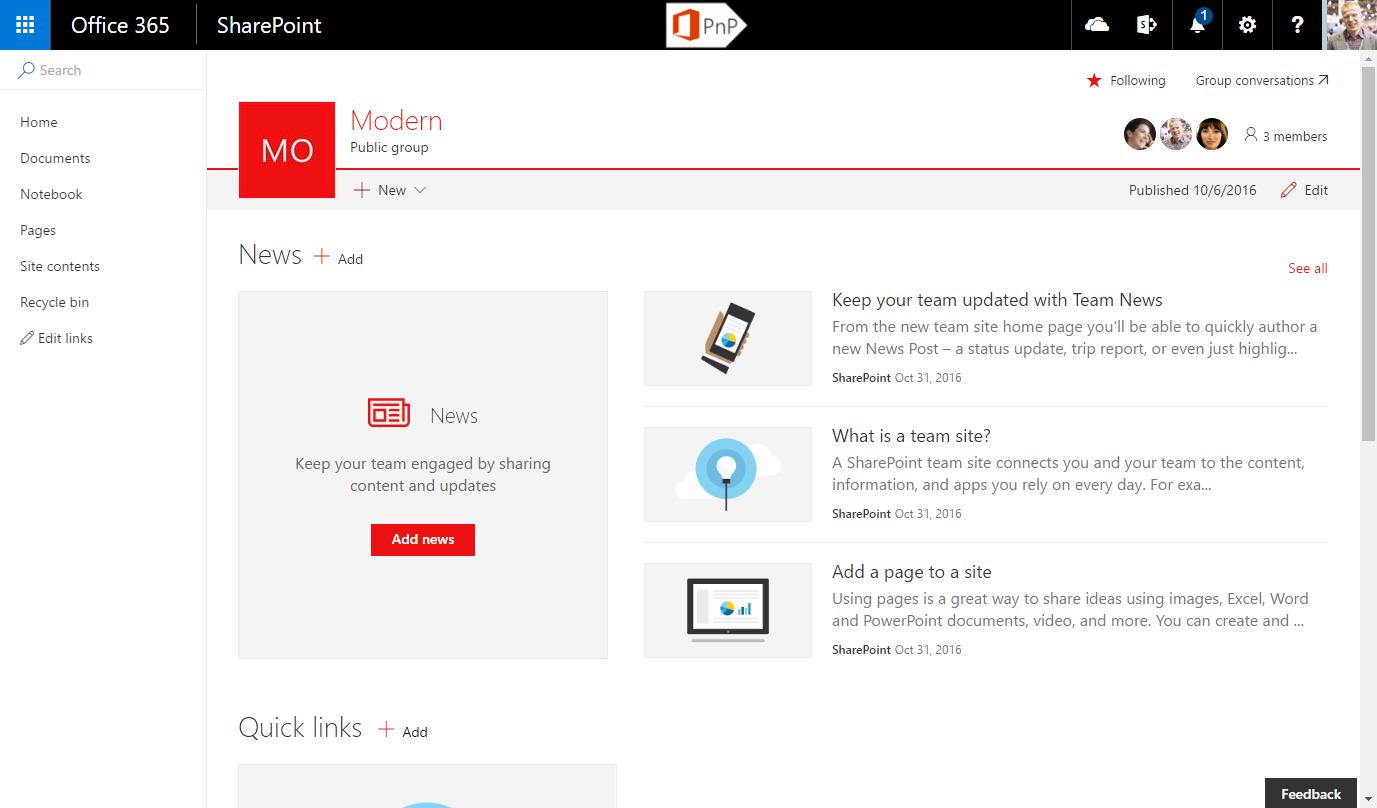 Office 365 SharePoint PnP 1 ?
Search
Following Group conversations
Home
Documents
Notebook
Pages
Site contents
Recycle bin
Edit links
MO
Modern
Public group
3 members
New
Published 10/6/2016 Edit
News Add
See all
News
Keep your team engaged by sharing
content and updates
Add news
Keep your team updated with Team News
From the new team site home page you'll be able to quickly author a
new News Post – a status update, trip report, or even just highlig...
SharePoint Oct 31, 2016
What is a team site?
A SharePoint team site connects you and your team to the content,
information, and apps you rely on every day. For exa...
SharePoint Oct 31, 2016
Add a page to a site
Using pages is a great way to share ideas using images, Excel, Word
and PowerPoint documents, video, and more. You can create and ...
SharePoint Oct 31, 2016
Quick links Add
Feedback